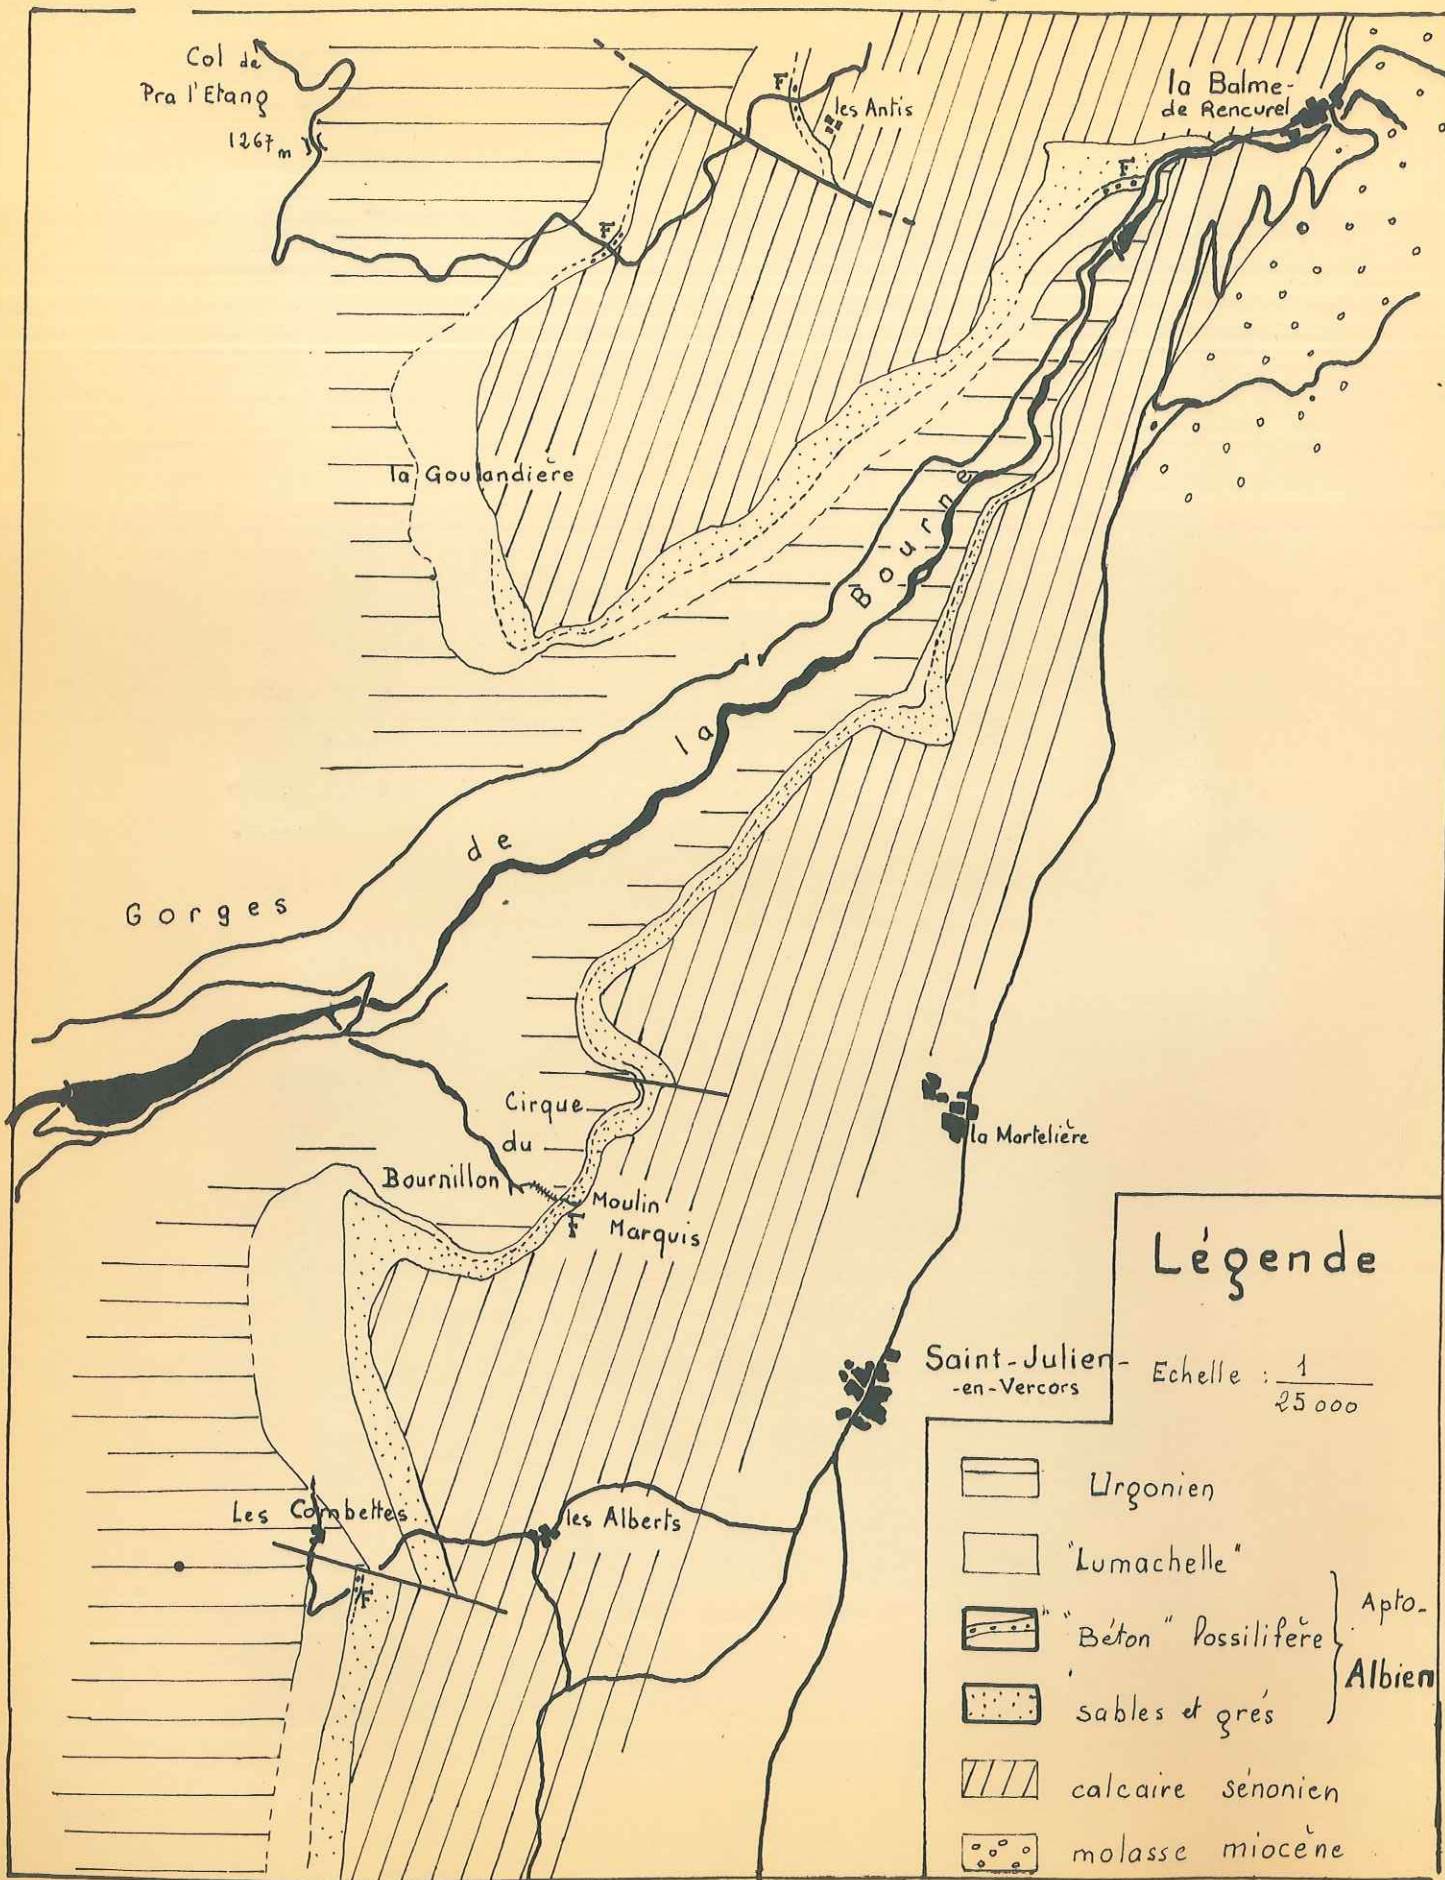 Col de
Pra l'Etang
1267 m
F
les Antis
la Balme-
de Rencurel
F
F
la Goulandière
Gorges
de
la
Bourne
Cirque
du
Bournillon
Moulin
Marquis
F
la Martelière
Saint-Julien-
-en-Vercors
Les Combettes
les Alberts
F
Légende
Echelle : 1
25 000
Urgonien
"Lumachelle"
" "Béton" fossilifère
sables et grés
Apto-
Albien
calcaire sénonien
molasse miocène